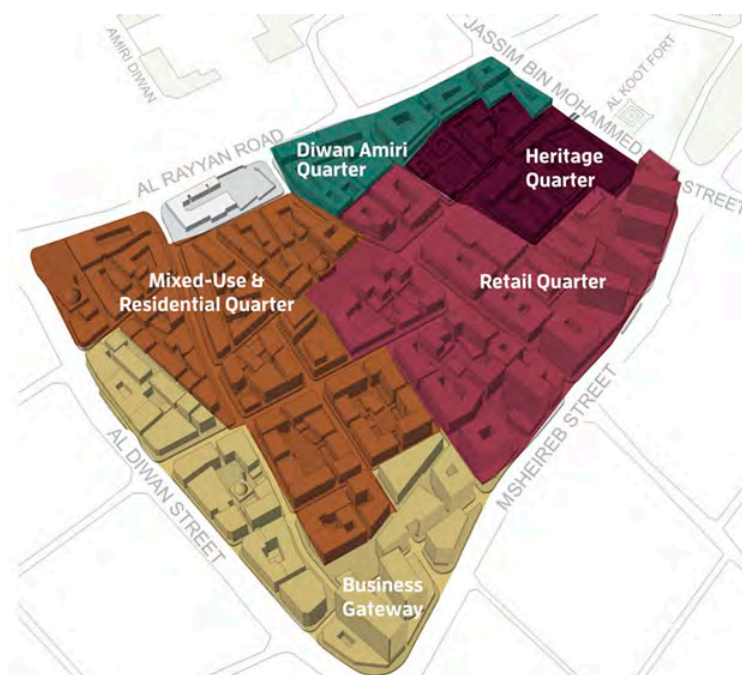 JASSIM BIN MOHAMMED STREET
AMIRI DIWAN
AL KOOT FORT
AL RAYYAN ROAD
Diwan Amiri
Quarter
Heritage
Quarter
Mixed-Use &
Residential Quarter
Retail Quarter
AL DIWAN STREET
MSHEIREB STREET
Business
Gateway